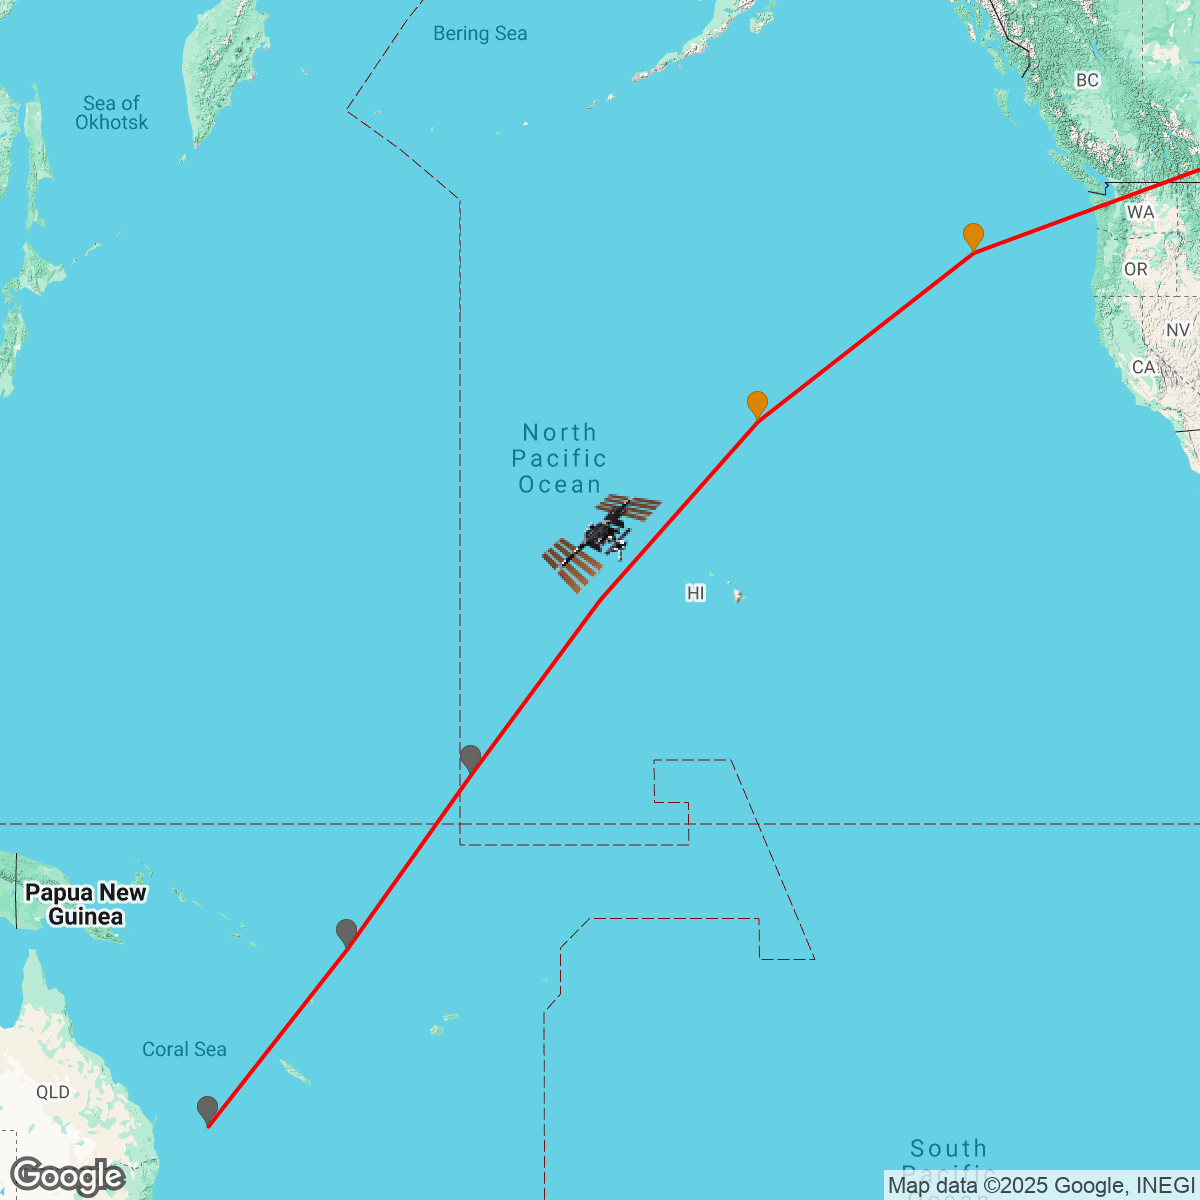 Bering Sea
Sea of
Okhotsk
BC
WA
OR
NV
CA
North
Pacific
Ocean
HI
Papua New
Guinea
Coral Sea
QLD
South
Pacific
Google
Map data ©2025 Google, INEGI